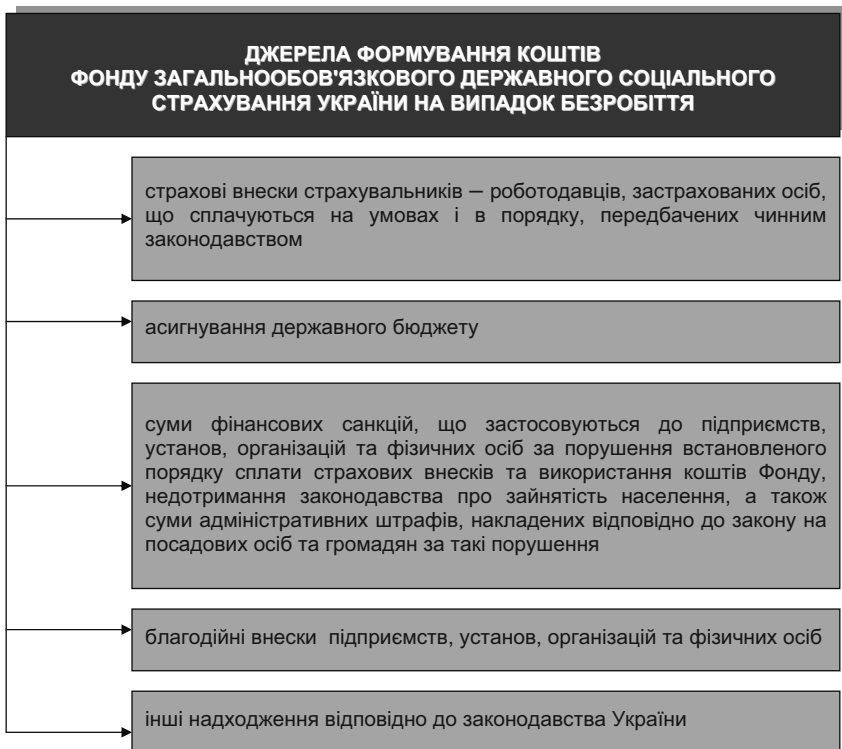 ДЖЕРЕЛА ФОРМУВАННЯ КОШТІВ
ФОНДУ ЗАГАЛЬНООБОВ'ЯЗКОВОГО ДЕРЖАВНОГО СОЦІАЛЬНОГО
СТРАХУВАННЯ УКРАЇНИ НА ВИПАДОК БЕЗРОБІТТЯ
страхові внески страхувальників – роботодавців, застрахованих осіб,
що сплачуються на умовах і в порядку, передбачених чинним
законодавством
асигнування державного бюджету
суми фінансових санкцій, що застосовуються до підприємств,
установ, організацій та фізичних осіб за порушення встановленого
порядку сплати страхових внесків та використання коштів Фонду,
недотримання законодавства про зайнятість населення, а також
суми адміністративних штрафів, накладених відповідно до закону на
посадових осіб та громадян за такі порушення
благодійні внески підприємств, установ, організацій та фізичних осіб
інші надходження відповідно до законодавства України